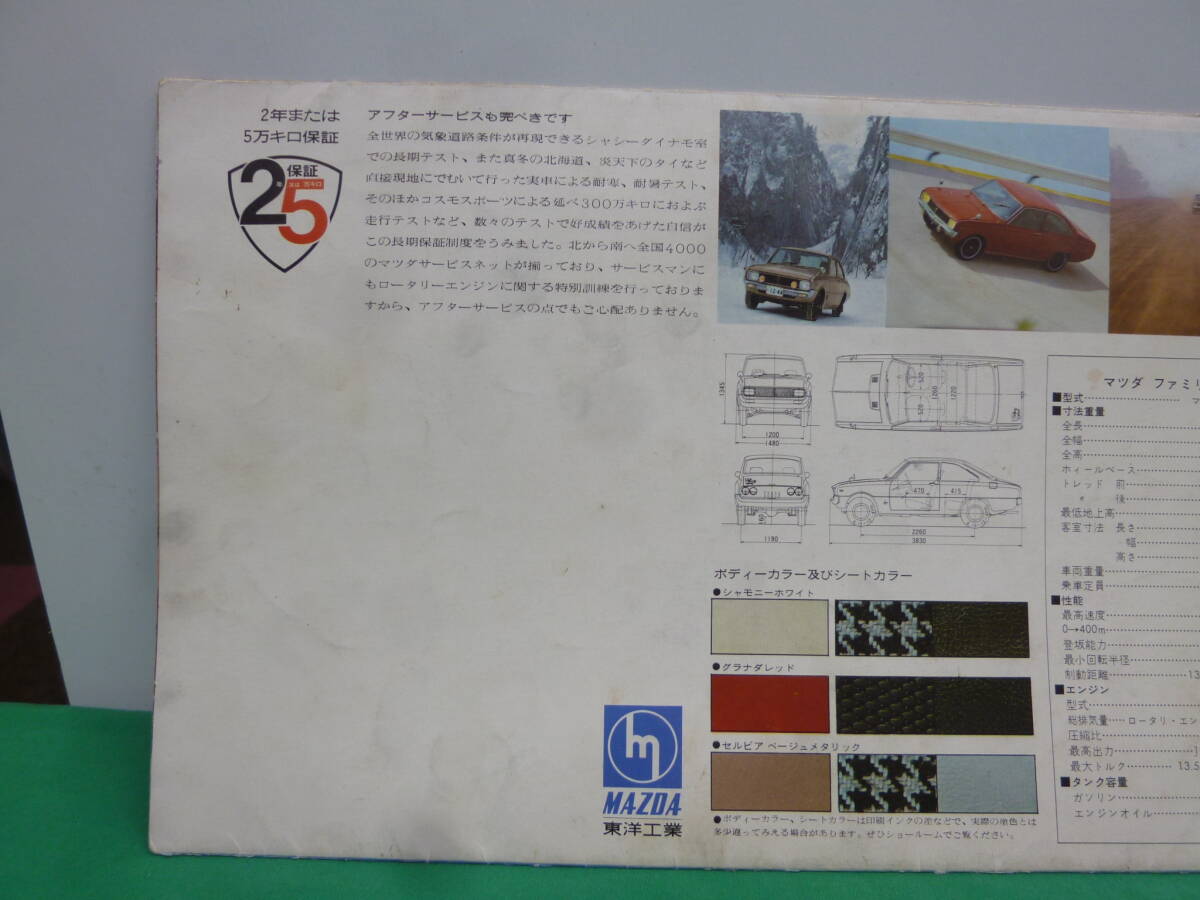 2年または
5万キロ保証
保証
2年または5万キロ
アフターサービスも完ぺきです
全世界の気象道路条件が再現できるシャシーダイナモ室
での長期テスト、また真冬の北海道、炎天下のタイなど
直接現地にでむいて行った実車による耐寒、耐暑テスト、
そのほかコスモスポーツによる延べ300万キロにおよぶ
走行テストなど、数々のテストで好成績をあげた自信が
この長期保証制度をうみました。北から南へ全国4000
のマツダサービスネットが揃っており、サービスマンに
もロータリーエンジンに関する特別訓練を行っておりま
すから、アフターサービスの点でもご心配ありません。
1345
1200
1480
520
520
1260
1220
160
1190
470
415
2260
3830
ボディーカラー及びシートカラー
●シャモニーホワイト
●グラナダレッド
●セルビア ベージュメタリック
●ボディーカラー、シートカラーは印刷インクの差などで、実際の塗色とは
多少違ってみえる場合があります。ぜひショールームでご覧ください。
MAZDA
東洋工業
マツダ ファミリ
■型式
■寸法重量
全長
全幅
全高
ホィールベース
トレッド 前
〃 後
最低地上高
客室寸法 長さ
幅
高さ
車両重量
乗車定員
■性能
最高速度
0→400m
登坂能力
最小回転半径
制動距離 13
■エンジン
型式
総排気量 ロータリ・エン
圧縮比
最高出力 1
最大トルク 13.5
■タンク容量
ガソリン
エンジンオイル